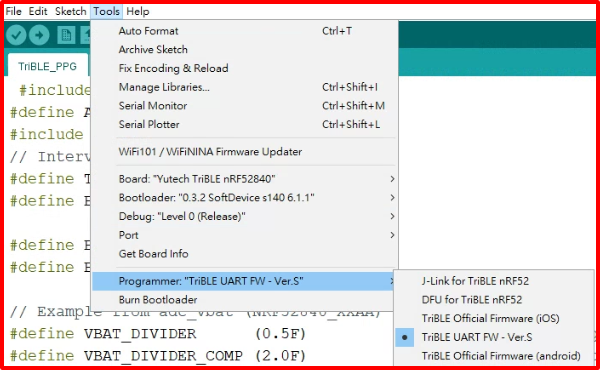 File Edit Sketch Tools Help
Auto Format Ctrl+T
TriBLE_PPG Archive Sketch
Fix Encoding & Reload
#include Manage Libraries... Ctrl+Shift+I
#define A Serial Monitor Ctrl+Shift+M
#include Serial Plotter Ctrl+Shift+L
// Interv WiFi101 / WiFiNINA Firmware Updater
#define T Board: "Yutech TriBLE nRF52840"
#define B Bootloader: "0.3.2 SoftDevice s140 6.1.1"
Debug: "Level 0 (Release)"
Port
#define Get Board Info
#define
Programmer: "TriBLE UART FW - Ver.S"
Burn Bootloader
J-Link for TriBLE nRF52
DFU for TriBLE nRF52
TriBLE Official Firmware (iOS)
TriBLE UART FW - Ver.S
TriBLE Official Firmware (android)
// Example from adc_vbat (NRF52840_XXAA)
#define VBAT_DIVIDER (0.5F)
#define VBAT_DIVIDER_COMP (2.0F)